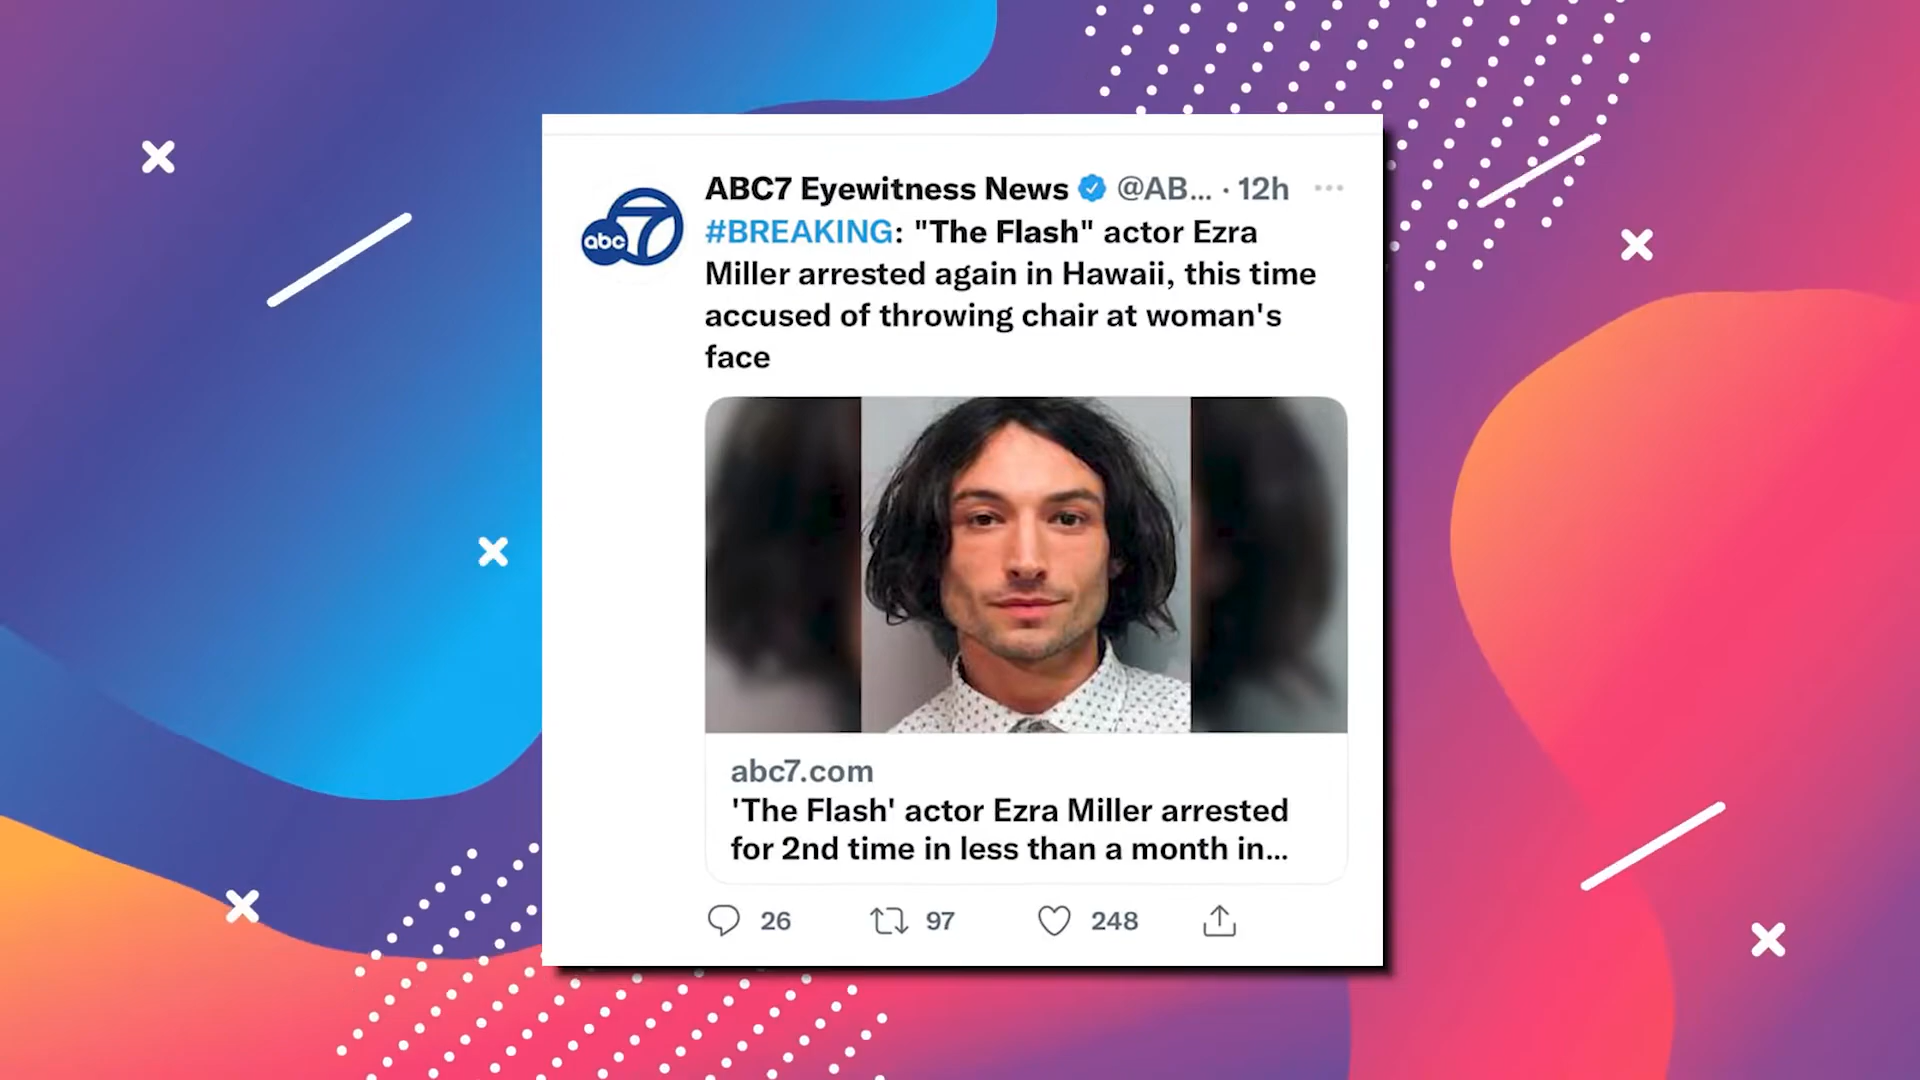 ABC7 Eyewitness News @AB... · 12h
#BREAKING: "The Flash" actor Ezra
Miller arrested again in Hawaii, this time
accused of throwing chair at woman's
face
abc 7
abc7.com
'The Flash' actor Ezra Miller arrested
for 2nd time in less than a month in...
26 97 248